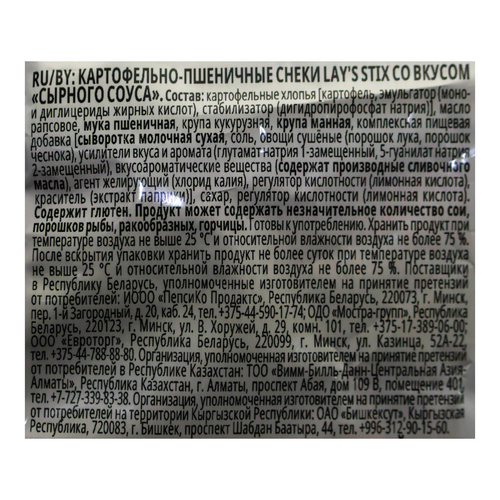 RU/BY: КАРТОФЕЛЬНО-ПШЕНИЧНЫЕ СНЕКИ LAY'S STIX СО ВКУСОМ
«СЫРНОГО СОУСА». Состав: картофельные хлопья [картофель, эмульгатор (моно-
и диглицериды жирных кислот), стабилизатор (дигидропирофосфат натрия)], масло
рапсовое, мука пшеничная, крупа кукурузная, крупа манная, комплексная пищевая
добавка [сыворотка молочная сухая, соль, овощи сушёные (порошок лука, порошок
чеснока), усилители вкуса и аромата (глутамат натрия 1-замещенный, 5'-гуанилат натрия
2-замещенный), вкусоароматические вещества (содержат производные сливочного
масла), агент желирующий (хлорид калия), регулятор кислотности (лимонная кислота),
краситель (экстракт паприки)], сахар, регулятор кислотности (лимонная кислота).
Содержит глютен. Продукт может содержать незначительное количество сои,
порошков рыбы, ракообразных, горчицы. Готовы к употреблению. Хранить продукт при
температуре воздуха не выше 25 °С и относительной влажности воздуха не более 75 %.
После вскрытия упаковки хранить продукт не более суток при температуре воздуха
не выше 25 °С и относительной влажности воздуха не более 75 %. Поставщики
в Республику Беларусь, уполномоченные на принятие претензий
от потребителей: ИООО «ПепсиКо Продактс», Республика Беларусь, 220073, г. Минск,
пер. 1-й Загородный, д. 20, каб. 24, тел. +375-44-590-17-74; ОДО «Мостра-групп», Республика
Беларусь, 220123, г. Минск, ул. В. Хоружей, д. 29, комн. 101, тел. +375-17-389-06-00;
ООО «Евроторг», Республика Беларусь, 220099, г. Минск, ул. Казинца, 52А-22,
тел. +375-44-788-88-80. Организация, уполномоченная на принятие претензий
от потребителей в Республике Казахстан: ТОО «Вимм-Билль-Данн-Центральная Азия-
Алматы», Республика Казахстан, г. Алматы, проспект Абая, дом 109 В, помещение 401,
тел. +7-727-339-83-38. Организация, уполномоченная на принятие претензий
от потребителей на территории Кыргызской Республики: ОАО «Бишкексут», Кыргызская
Республика, 720083, г. Бишкек, проспект Шабдан Баатыра, 44, тел. +996-312-90-15-60.